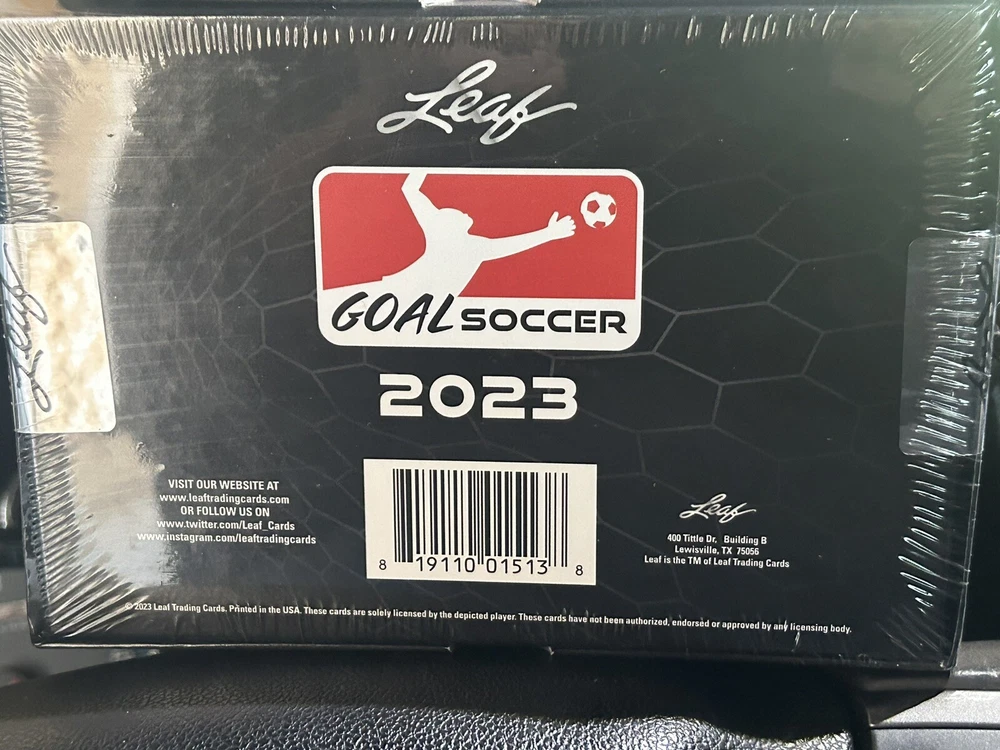 Leaf
GOAL SOCCER
2023
Leaf
VISIT OUR WEBSITE AT
www.leaftradingcards.com
OR FOLLOW US ON
www.twitter.com/Leaf_Cards
www.instagram.com/leaftradingcards
8 19110 01513 8
Leaf
400 Tittle Dr, Building B
Lewisville, TX 75056
Leaf is the TM of Leaf Trading Cards
© 2023 Leaf Trading Cards. Printed in the USA. These cards are solely licensed by the depicted player. These cards have not been authorized, endorsed or approved by any licensing body.